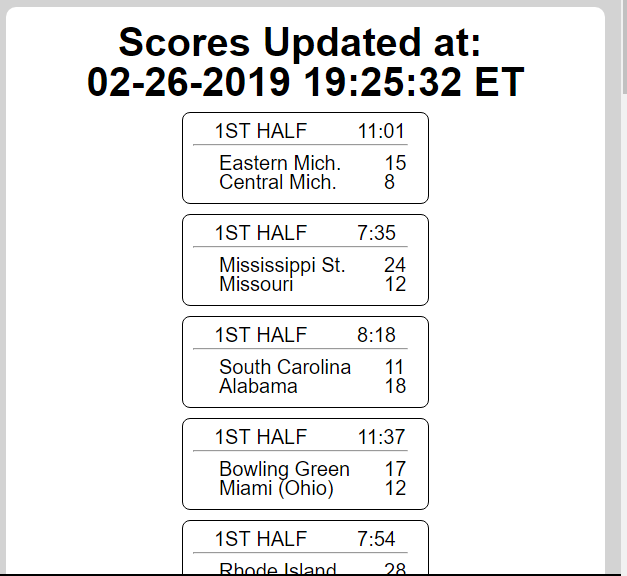 Scores Updated at:
02-26-2019 19:25:32 ET
1ST HALF 11:01
Eastern Mich. 15
Central Mich. 8
1ST HALF 7:35
Mississippi St. 24
Missouri 12
1ST HALF 8:18
South Carolina 11
Alabama 18
1ST HALF 11:37
Bowling Green 17
Miami (Ohio) 12
1ST HALF 7:54
Rhode Island 28